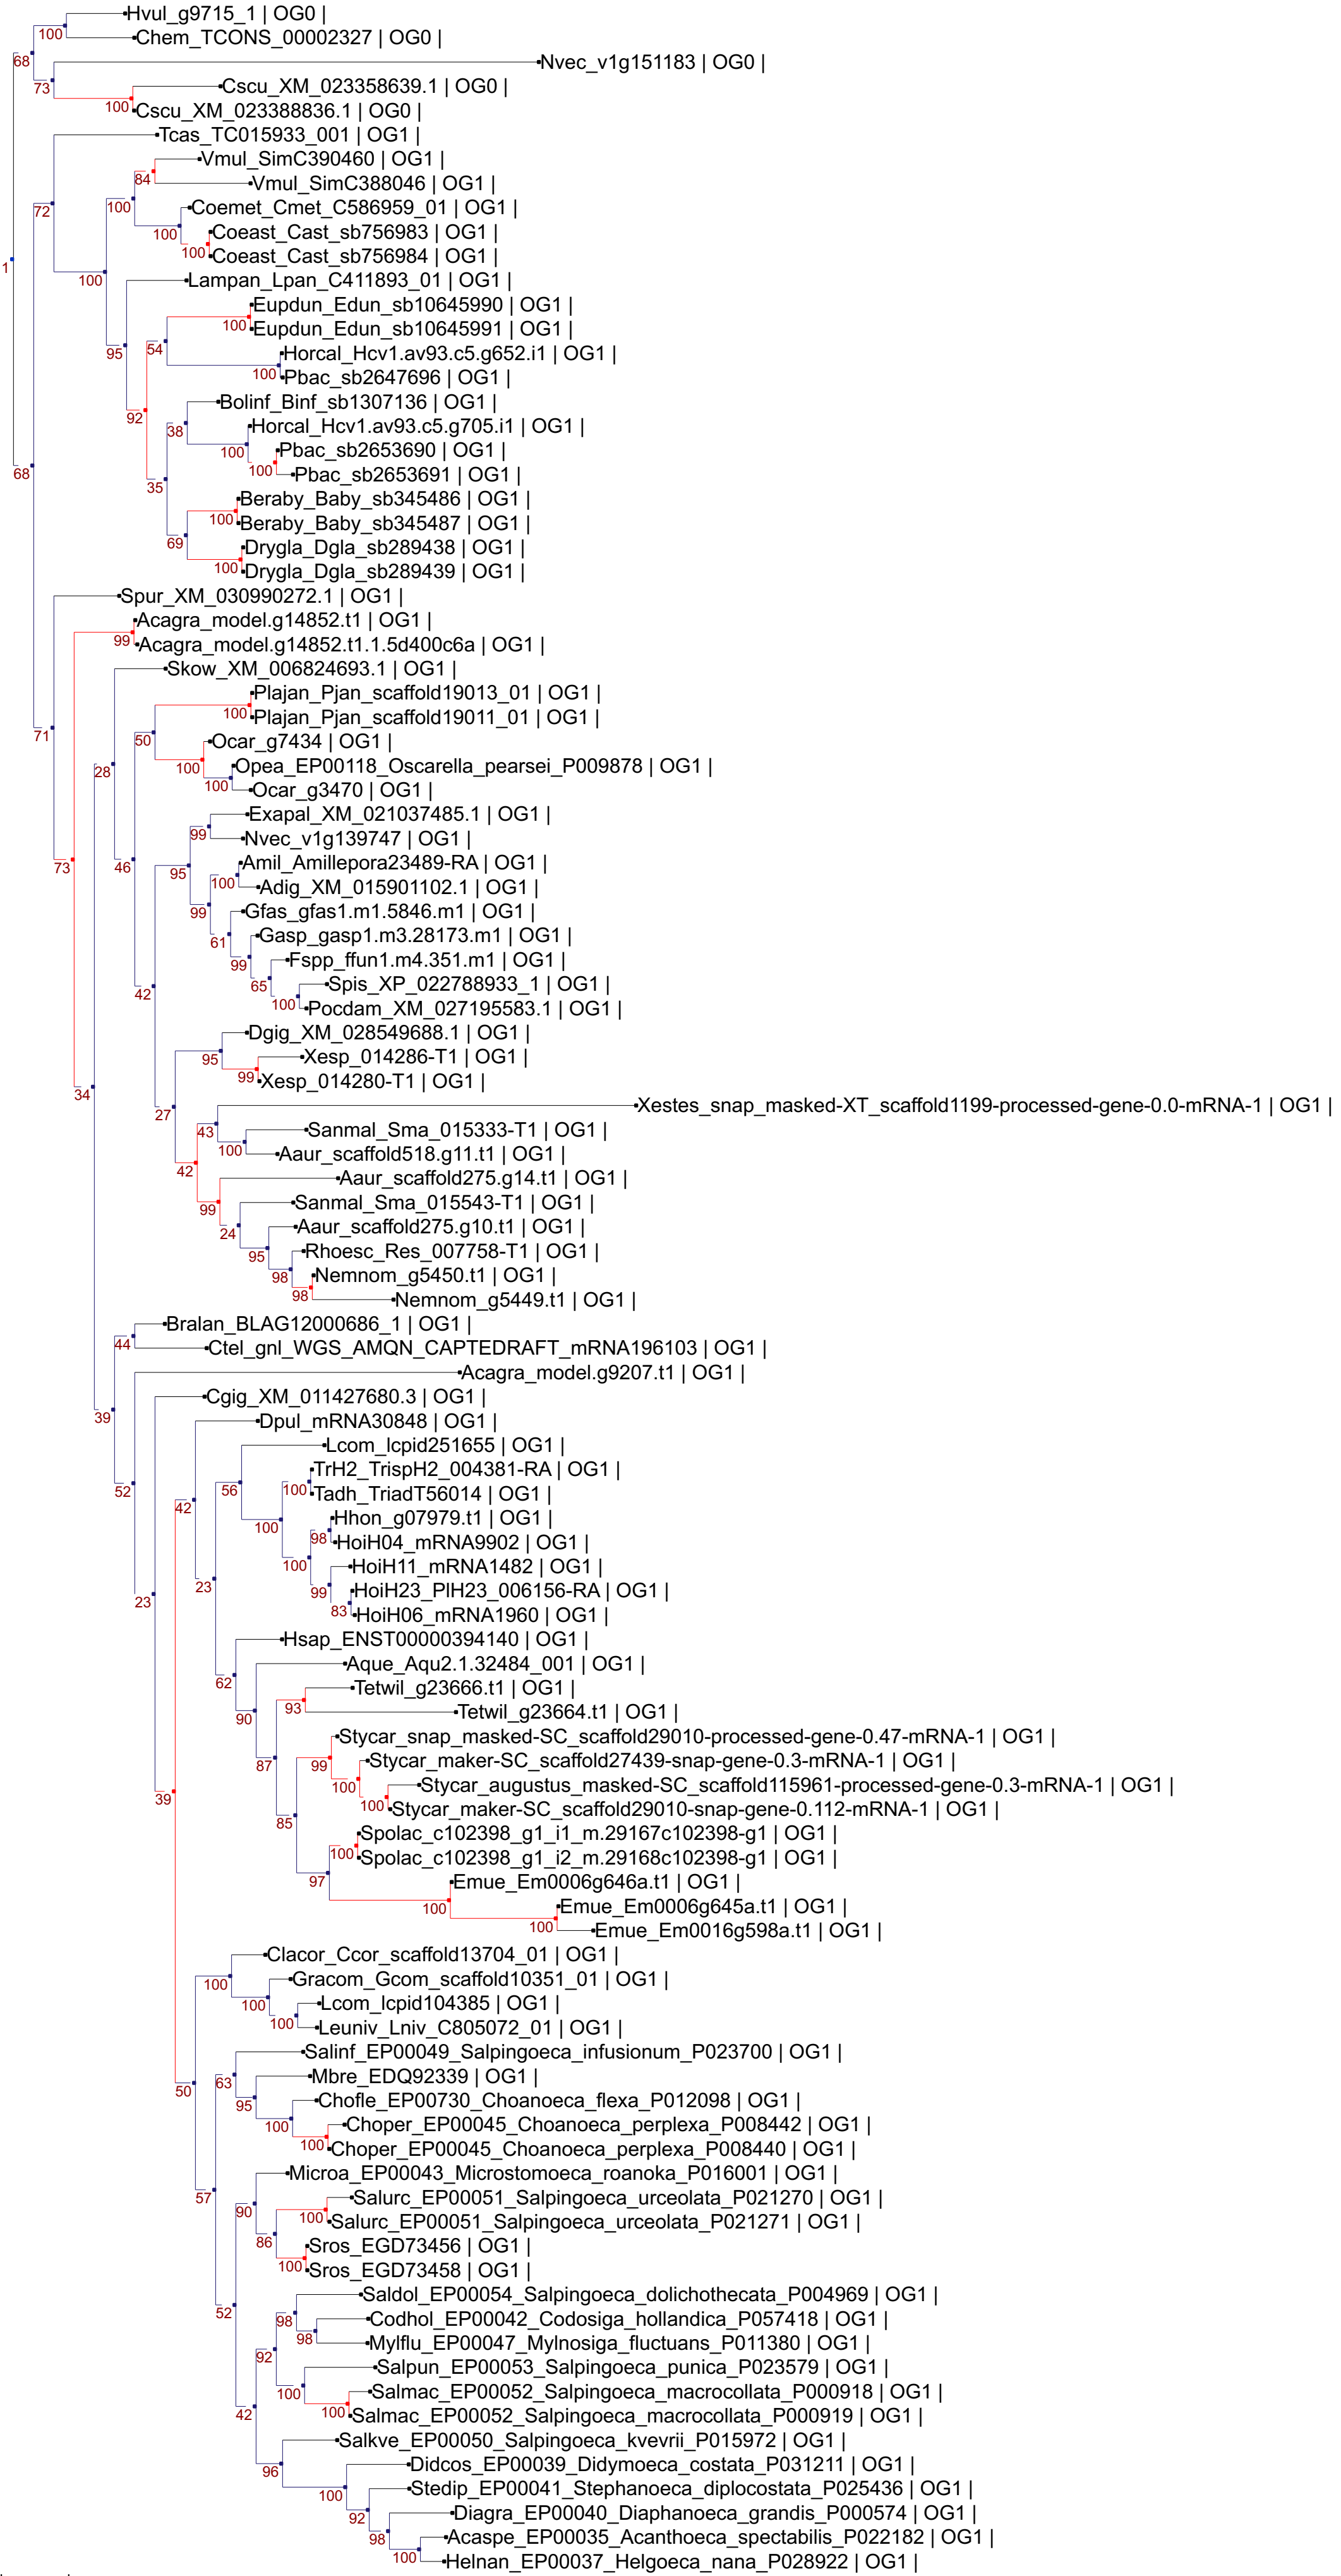 Hvul_g9715_1 | OG0 |
100
Chem_TCONS_00002327 | OG0 |
68
Nvec_v1g151183 | OG0 |
73
Cscu_XM_023358639.1 | OG0 |
100
Cscu_XM_023388836.1 | OG0 |
Tcas_TC015933_001 | OG1 |
Vmul_SimC390460 | OG1 |
84
Vmul_SimC388046 | OG1 |
72
100
Coemet_Cmet_C586959_01 | OG1 |
100
Coeast_Cast_sb756983 | OG1 |
100
Coeast_Cast_sb756984 | OG1 |
1
100
Lampan_Lpan_C411893_01 | OG1 |
Eupdun_Edun_sb10645990 | OG1 |
100
Eupdun_Edun_sb10645991 | OG1 |
95
54
Horcal_Hcv1.av93.c5.g652.i1 | OG1 |
100
Pbac_sb2647696 | OG1 |
92
Bolinf_Binf_sb1307136 | OG1 |
38
Horcal_Hcv1.av93.c5.g705.i1 | OG1 |
100
Pbac_sb2653690 | OG1 |
100
Pbac_sb2653691 | OG1 |
68
35
Beraby_Baby_sb345486 | OG1 |
100
Beraby_Baby_sb345487 | OG1 |
69
Drygla_Dgla_sb289438 | OG1 |
100
Drygla_Dgla_sb289439 | OG1 |
Spur_XM_030990272.1 | OG1 |
Acagra_model.g14852.t1 | OG1 |
99
Acagra_model.g14852.t1.1.5d400c6a | OG1 |
Skow_XM_006824693.1 | OG1 |
Plajan_Pjan_scaffold19013_01 | OG1 |
100
Plajan_Pjan_scaffold19011_01 | OG1 |
71
50
Ocar_g7434 | OG1 |
28
100
Opea_EP00118_Oscarella_pearsei_P009878 | OG1 |
100
Ocar_g3470 | OG1 |
Exapal_XM_021037485.1 | OG1 |
99
Nvec_v1g139747 | OG1 |
73
46
95
Amil_Amillepora23489-RA | OG1 |
100
Adig_XM_015901102.1 | OG1 |
99
Gfas_gfas1.m1.5846.m1 | OG1 |
61
Gasp_gasp1.m3.28173.m1 | OG1 |
99
Fspp_ffun1.m4.351.m1 | OG1 |
65
Spis_XP_022788933_1 | OG1 |
42
100
Pocdam_XM_027195583.1 | OG1 |
Dgig_XM_028549688.1 | OG1 |
95
Xesp_014286-T1 | OG1 |
99
Xesp_014280-T1 | OG1 |
34
27
Xestes_snap_masked-XT_scaffold1199-processed-gene-0.0-mRNA-1 | OG1 |
43
Sanmal_Sma_015333-T1 | OG1 |
100
Aaur_scaffold518.g11.t1 | OG1 |
42
Aaur_scaffold275.g14.t1 | OG1 |
99
Sanmal_Sma_015543-T1 | OG1 |
24
Aaur_scaffold275.g10.t1 | OG1 |
95
Rhoesc_Res_007758-T1 | OG1 |
98
Nemnom_g5450.t1 | OG1 |
98
Nemnom_g5449.t1 | OG1 |
Bralan_BLAG12000686_1 | OG1 |
44
Ctel_gnl_WGS_AMQN_CAPTEDRAFT_mRNA196103 | OG1 |
Acagra_model.g9207.t1 | OG1 |
39
Cgig_XM_011427680.3 | OG1 |
Dpul_mRNA30848 | OG1 |
Lcom_lcpid251655 | OG1 |
TrH2_TrispH2_004381-RA | OG1 |
52
56
100
Tadh_TriadT56014 | OG1 |
42
100
Hhon_g07979.t1 | OG1 |
98
HoiH04_mRNA9902 | OG1 |
100
HoiH11_mRNA1482 | OG1 |
23
23
99
HoiH23_PlH23_006156-RA | OG1 |
83
HoiH06_mRNA1960 | OG1 |
Hsap_ENST00000394140 | OG1 |
62
Aque_Aqu2.1.32484_001 | OG1 |
Tetwil_g23666.t1 | OG1 |
93
Tetwil_g23664.t1 | OG1 |
90
Stycar_snap_masked-SC_scaffold29010-processed-gene-0.47-mRNA-1 | OG1 |
87
99
Stycar_maker-SC_scaffold27439-snap-gene-0.3-mRNA-1 | OG1 |
39
100
Stycar_augustus_masked-SC_scaffold115961-processed-gene-0.3-mRNA-1 | OG1 |
100
Stycar_maker-SC_scaffold29010-snap-gene-0.112-mRNA-1 | OG1 |
85
Spolac_c102398_g1_i1_m.29167c102398-g1 | OG1 |
100
Spolac_c102398_g1_i2_m.29168c102398-g1 | OG1 |
97
Emue_Em0006g646a.t1 | OG1 |
100
Emue_Em0006g645a.t1 | OG1 |
100
Emue_Em0016g598a.t1 | OG1 |
Clacor_Ccor_scaffold13704_01 | OG1 |
100
Gracom_Gcom_scaffold10351_01 | OG1 |
100
Lcom_lcpid104385 | OG1 |
100
Leuniv_Lniv_C805072_01 | OG1 |
Salinf_EP00049_Salpingoeca_infusionum_P023700 | OG1 |
50
63
Mbre_EDQ92339 | OG1 |
95
Chofle_EP00730_Choanoeca_flexa_P012098 | OG1 |
100
Choper_EP00045_Choanoeca_perplexa_P008442 | OG1 |
100
Choper_EP00045_Choanoeca_perplexa_P008440 | OG1 |
Microa_EP00043_Microstomoeca_roanoka_P016001 | OG1 |
57
90
Salurc_EP00051_Salpingoeca_urceolata_P021270 | OG1 |
100
Salurc_EP00051_Salpingoeca_urceolata_P021271 | OG1 |
86
Sros_EGD73456 | OG1 |
100
Sros_EGD73458 | OG1 |
52
Saldol_EP00054_Salpingoeca_dolichothecata_P004969 | OG1 |
98
Codhol_EP00042_Codosiga_hollandica_P057418 | OG1 |
98
Mylflu_EP00047_Mylnosiga_fluctuans_P011380 | OG1 |
92
Salpun_EP00053_Salpingoeca_punica_P023579 | OG1 |
100
Salmac_EP00052_Salpingoeca_macrocollata_P000918 | OG1 |
42
100
Salmac_EP00052_Salpingoeca_macrocollata_P000919 | OG1 |
Salkve_EP00050_Salpingoeca_kvevrii_P015972 | OG1 |
96
Didcos_EP00039_Didymoeca_costata_P031211 | OG1 |
100
Stedip_EP00041_Stephanoeca_diplocostata_P025436 | OG1 |
92
Diagra_EP00040_Diaphanoeca_grandis_P000574 | OG1 |
98
Acaspe_EP00035_Acanthoeca_spectabilis_P022182 | OG1 |
100
Helnan_EP00037_Helgoeca_nana_P028922 | OG1 |